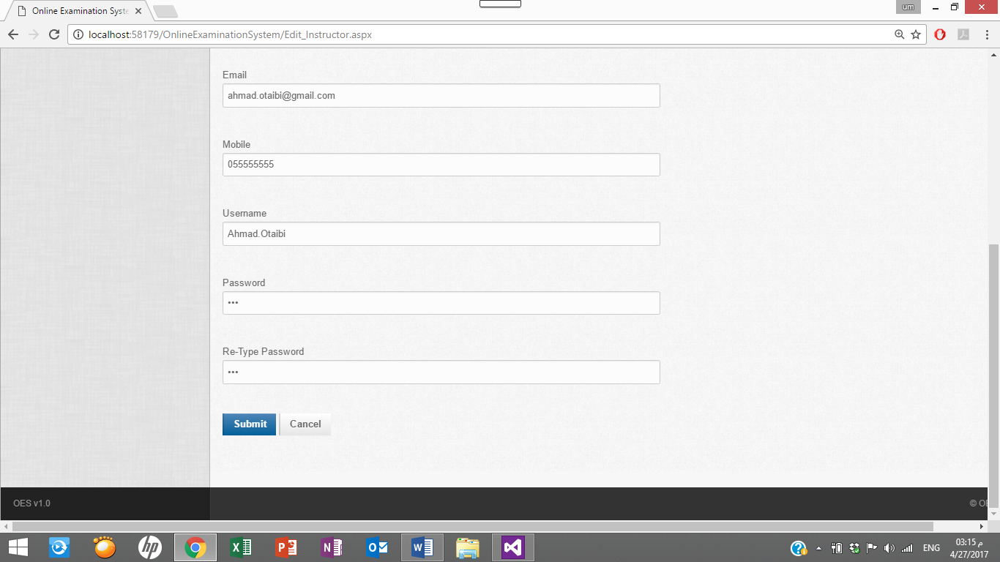 Online Examination Syste
um
localhost:58179/OnlineExaminationSystem/Edit_Instructor.aspx
Email
ahmad.otaibi@gmail.com
Mobile
055555555
Username
Ahmad.Otaibi
Password
•••
Re-Type Password
•••
Submit Cancel
OES v1.0
© OE
ENG
03:15 م
4/27/2017